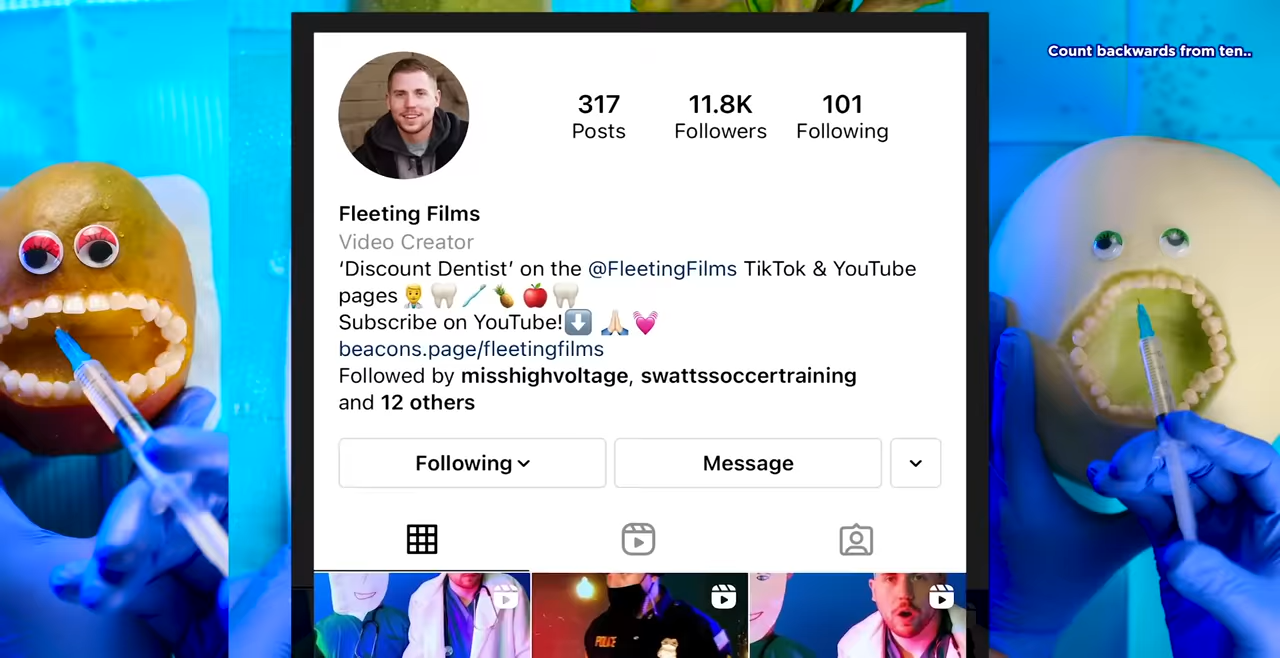 Count backwards from ten..
317 11.8K 101
Posts Followers Following
Fleeting Films
Video Creator
‘Discount Dentist’ on the @FleetingFilms TikTok & YouTube
pages 👨‍⚕️🦷🪥🍍🍎🦷
Subscribe on YouTube!⬇️ 🙏🏻💓
beacons.page/fleetingfilms
Followed by misshighvoltage, swattssoccertraining
and 12 others
Following Message
POLICE